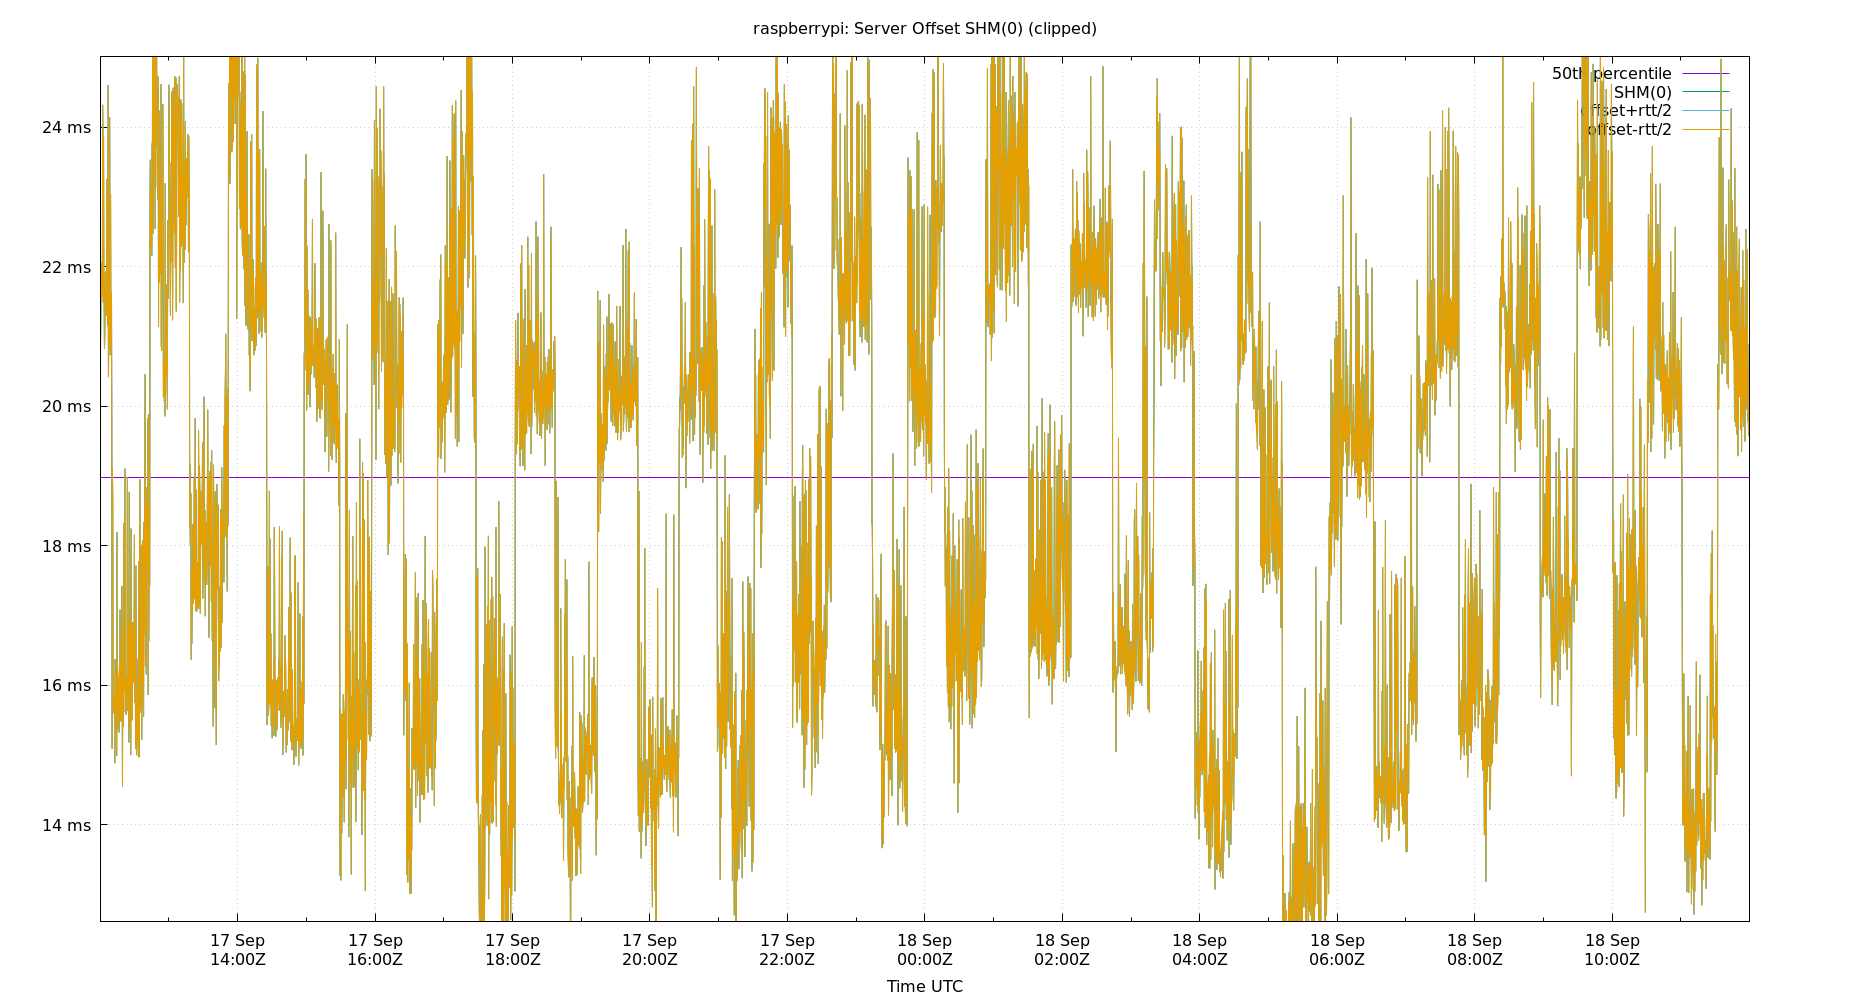 raspberrypi: Server Offset SHM(0) (clipped)
50th percentile
SHM(0)
offset+rtt/2
offset-rtt/2
24 ms
22 ms
20 ms
18 ms
16 ms
14 ms
17 Sep 17 Sep 17 Sep 17 Sep 17 Sep 18 Sep 18 Sep 18 Sep 18 Sep 18 Sep 18 Sep
14:00Z 16:00Z 18:00Z 20:00Z 22:00Z 00:00Z 02:00Z 04:00Z 06:00Z 08:00Z 10:00Z
Time UTC